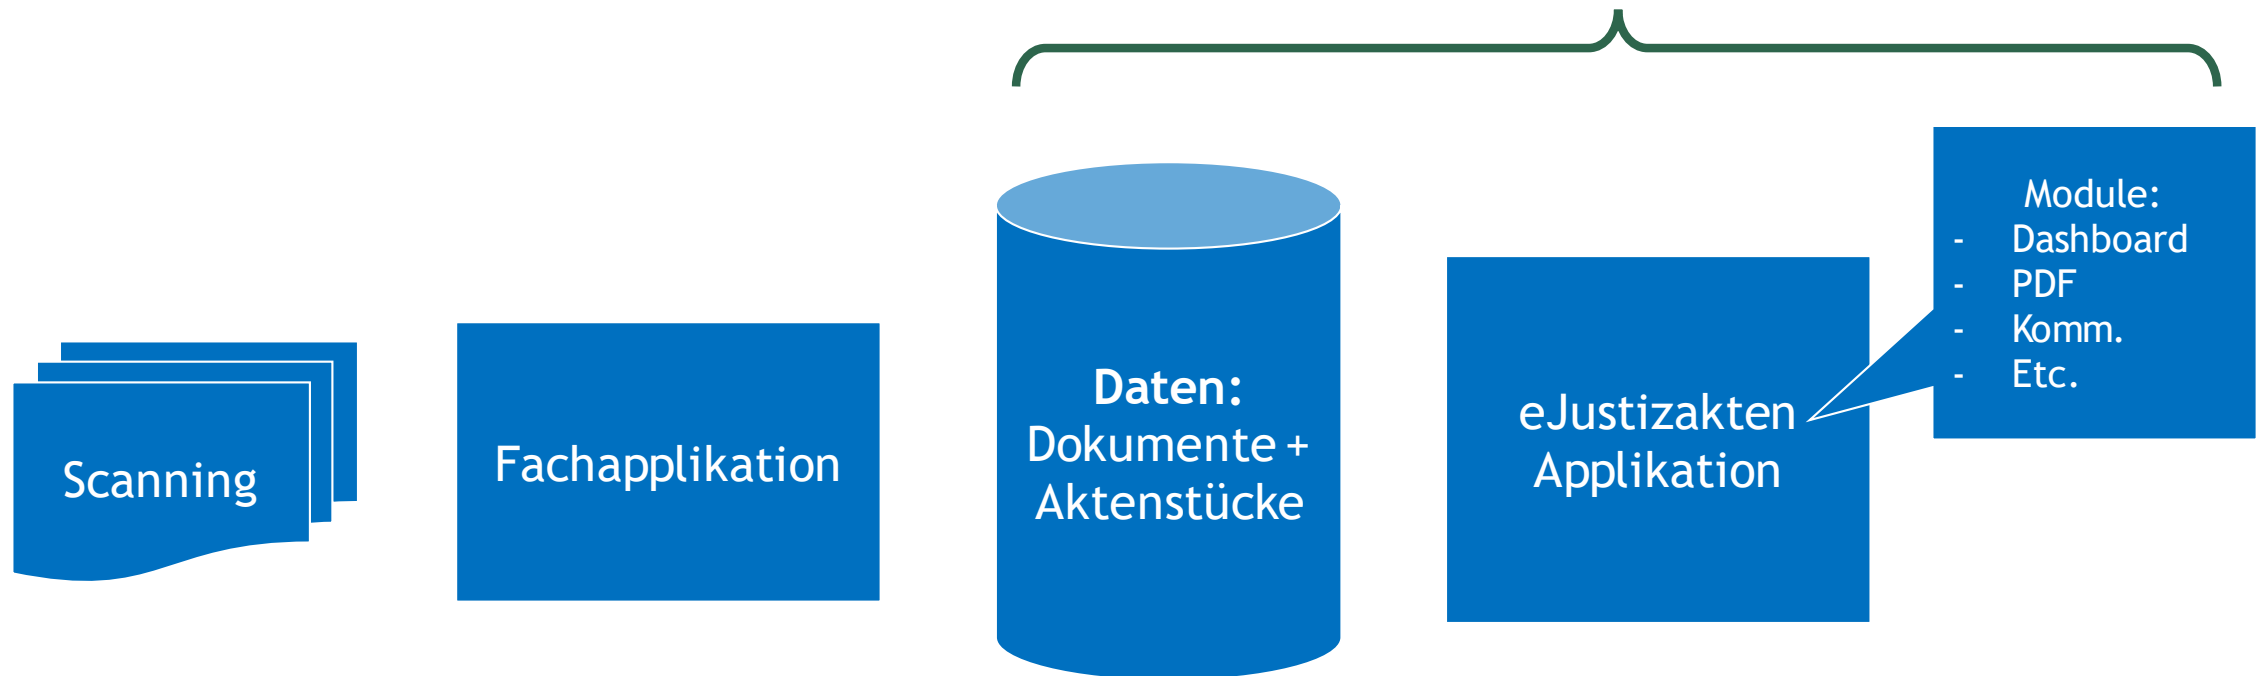 Scanning
Fachapplikation
Daten:
Dokumente +
Aktenstücke
eJustizakten
Applikation
Module:
- Dashboard
- PDF
- Komm.
- Etc.